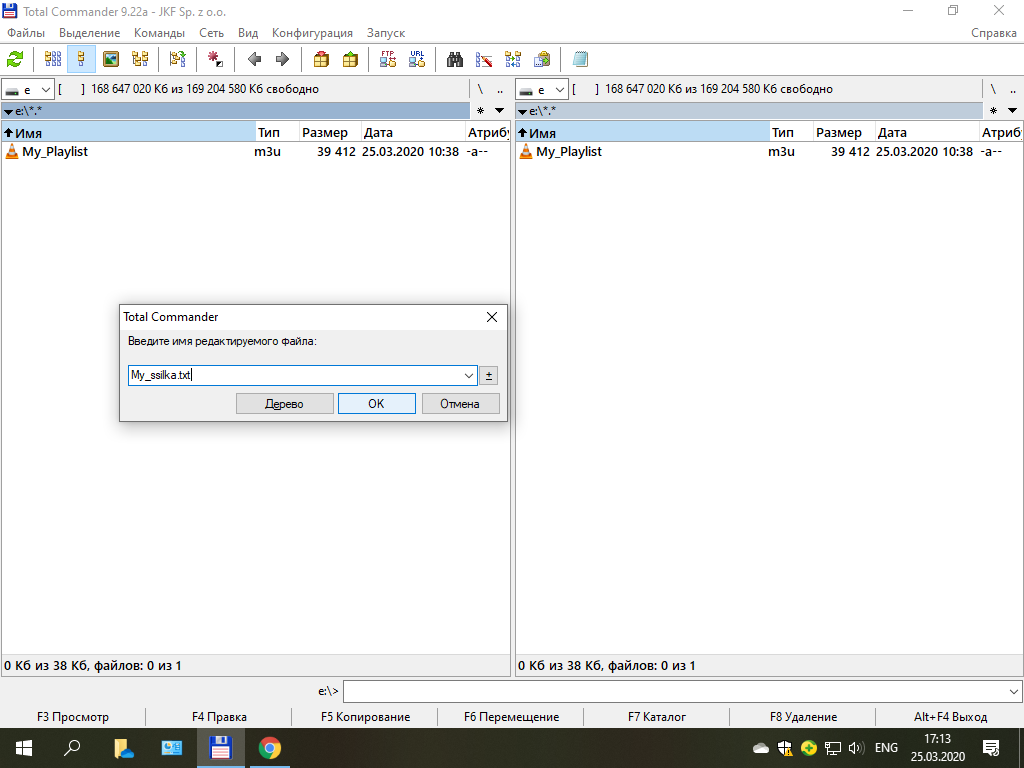 Total Commander 9.22a - JKF Sp. z o.o.
Файлы Выделение Команды Сеть Вид Конфигурация Запуск Справка
FTP URL
e [ ] 168 647 020 Кб из 169 204 580 Кб свободно \ .. e [ ] 168 647 020 Кб из 169 204 580 Кб свободно \ ..
e:\*.* * e:\*.* *
Имя Тип Размер Дата Атрибу Имя Тип Размер Дата Атриб
My_Playlist m3u 39 412 25.03.2020 10:38 -a-- My_Playlist m3u 39 412 25.03.2020 10:38 -a--
Total Commander
Введите имя редактируемого файла:
My_ssilka.txt ±
Дерево OK Отмена
0 Кб из 38 Кб, файлов: 0 из 1 0 Кб из 38 Кб, файлов: 0 из 1
e:\>
F3 Просмотр F4 Правка F5 Копирование F6 Перемещение F7 Каталог F8 Удаление Alt+F4 Выход
ENG 17:13
25.03.2020